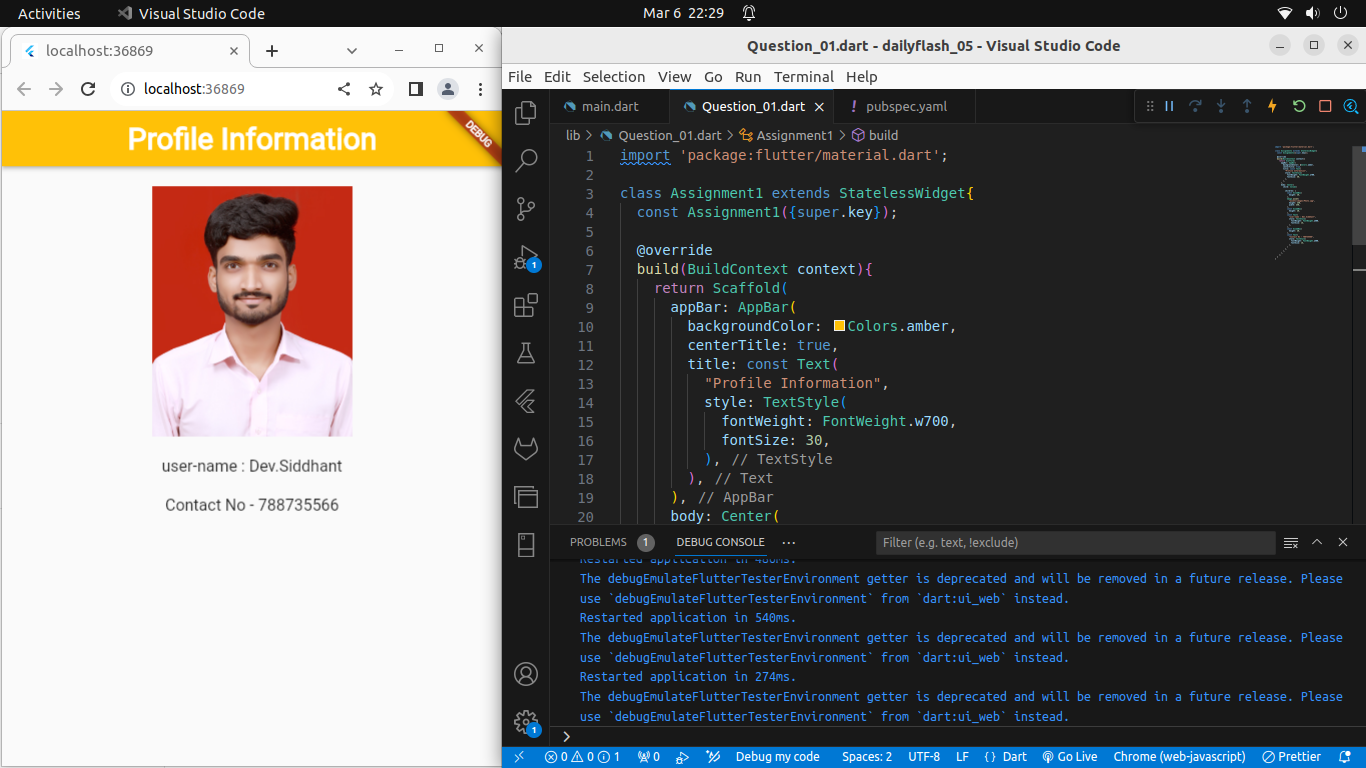 Activities
Visual Studio Code
Mar 6 22:29
localhost:36869
localhost:36869
Profile Information
DEBUG
user-name : Dev.Siddhant
Contact No - 788735566
Question_01.dart - dailyflash_05 - Visual Studio Code
File Edit Selection View Go Run Terminal Help
main.dart
Question_01.dart
pubspec.yaml
lib > Question_01.dart > Assignment1 > build
1 import 'package:flutter/material.dart';
2
3 class Assignment1 extends StatelessWidget{
4 const Assignment1({super.key});
5
6 @override
7 build(BuildContext context){
8 return Scaffold(
9 appBar: AppBar(
10 backgroundColor: Colors.amber,
11 centerTitle: true,
12 title: const Text(
13 "Profile Information",
14 style: TextStyle(
15 fontWeight: FontWeight.w700,
16 fontSize: 30,
17 ), // TextStyle
18 ), // Text
19 ), // AppBar
20 body: Center(
1
1
PROBLEMS 1 DEBUG CONSOLE ...
Filter (e.g. text, !exclude)
Restarted application in 486ms.
The debugEmulateFlutterTesterEnvironment getter is deprecated and will be removed in a future release. Please
use `debugEmulateFlutterTesterEnvironment` from `dart:ui_web` instead.
Restarted application in 540ms.
The debugEmulateFlutterTesterEnvironment getter is deprecated and will be removed in a future release. Please
use `debugEmulateFlutterTesterEnvironment` from `dart:ui_web` instead.
Restarted application in 274ms.
The debugEmulateFlutterTesterEnvironment getter is deprecated and will be removed in a future release. Please
use `debugEmulateFlutterTesterEnvironment` from `dart:ui_web` instead.
>
0 0 1 0 Debug my code Spaces: 2 UTF-8 LF { } Dart Go Live Chrome (web-javascript) Prettier